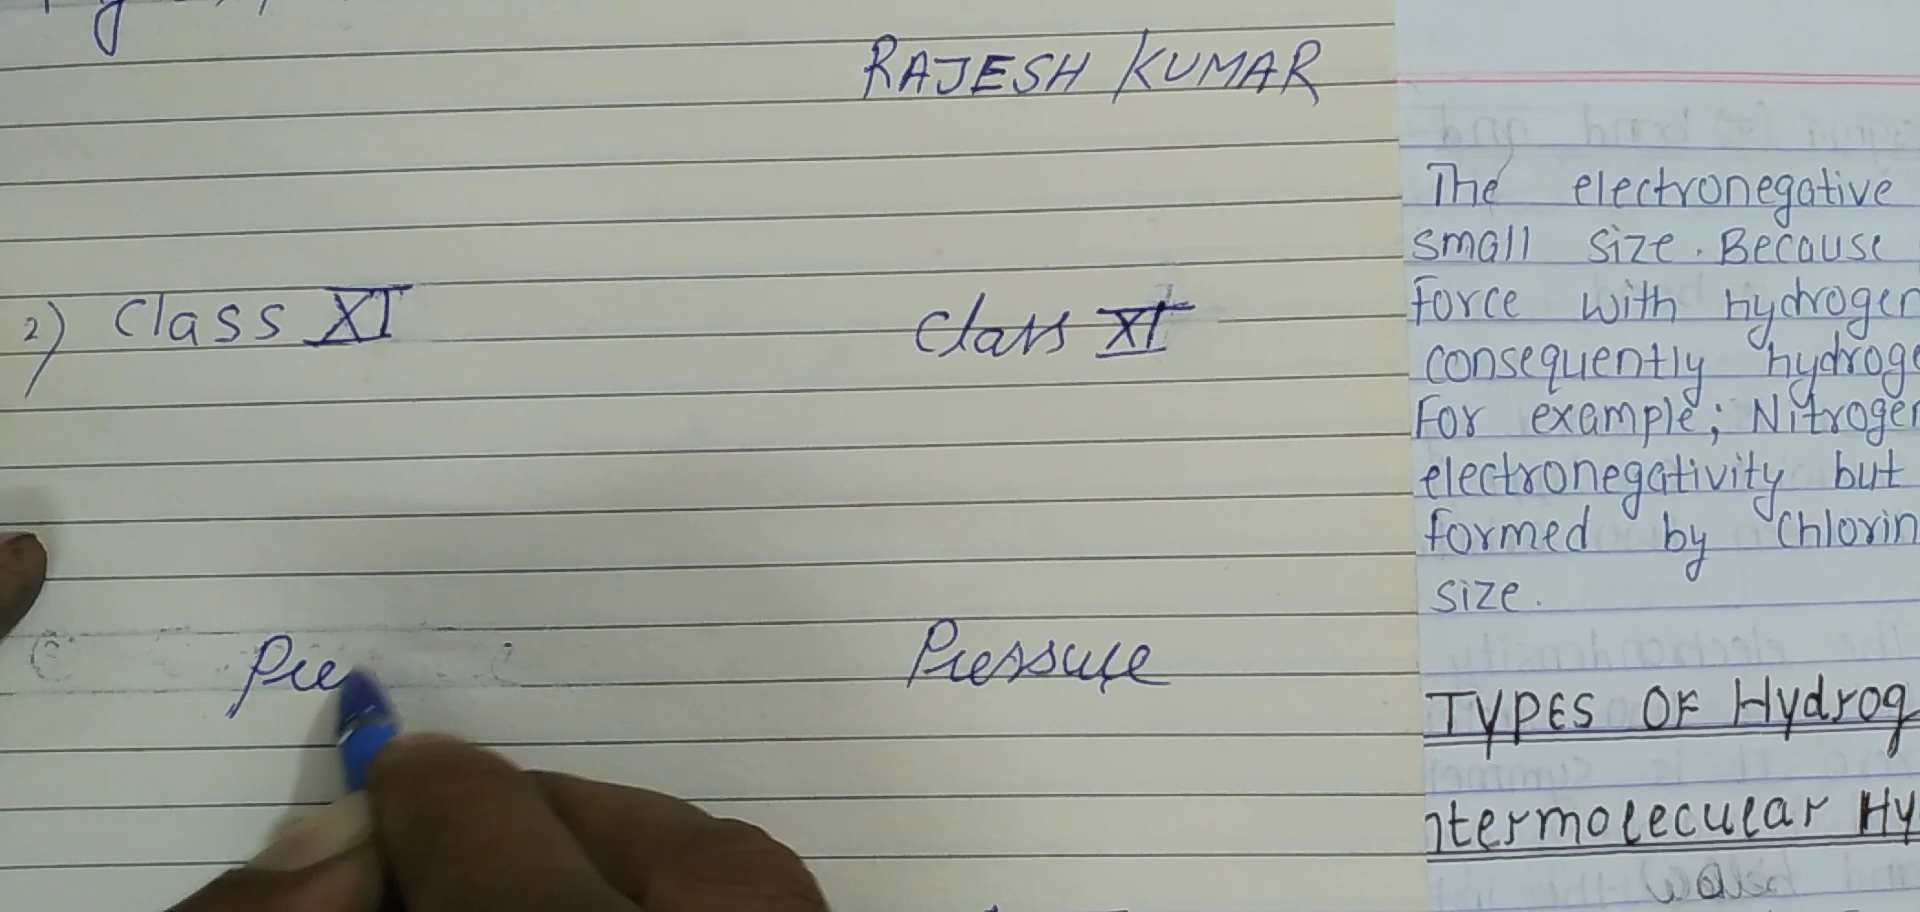 RAJESH KUMAR
2) Class XI
Class XI
Pre
Pressure
The electronegative
small size. Because
Force with hydrogen
consequently hydroge
For example; Nitrogen
electronegativity but
formed by Chlorin
size.
TYPES OF Hydrog
ntermolecular Hy